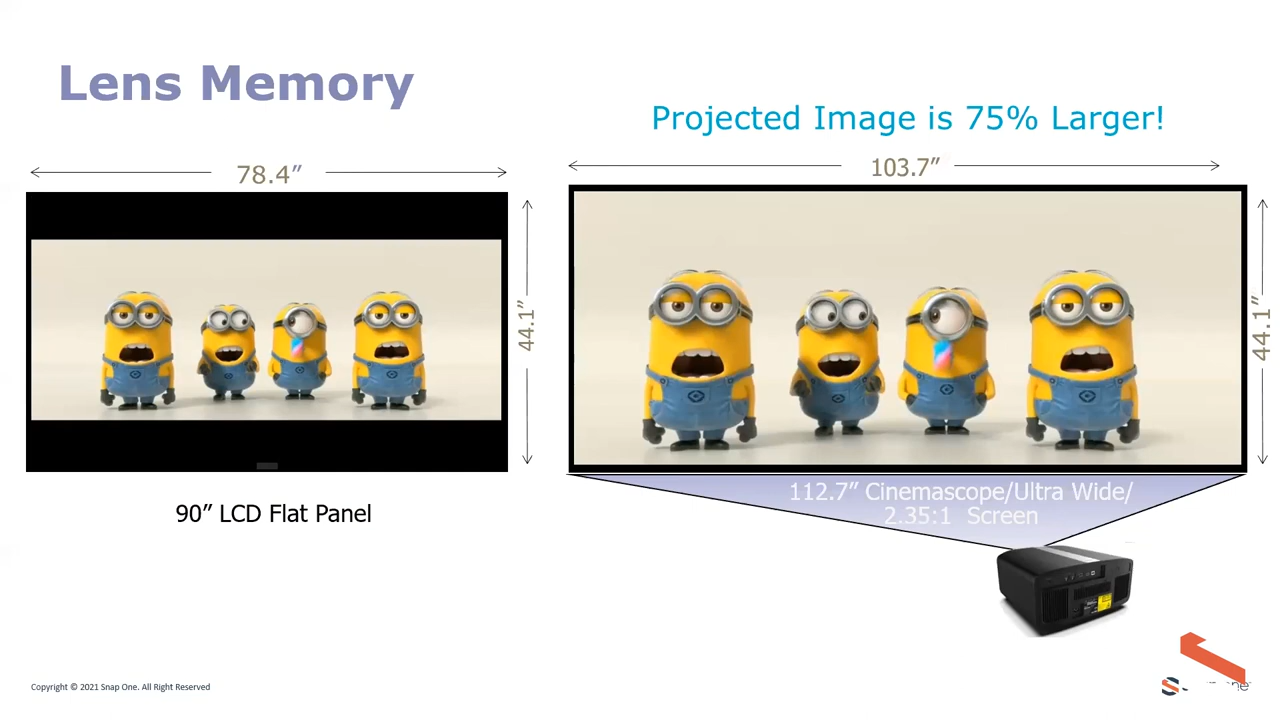 Lens Memory
Projected Image is 75% Larger!
78.4”
103.7”
44.1”
44.1”
90” LCD Flat Panel
112.7” Cinemascope/Ultra Wide/
2.35:1 Screen
Copyright © 2021 Snap One. All Right Reserved